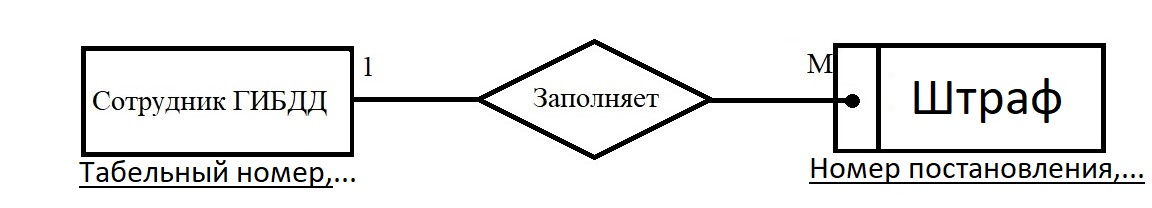 Сотрудник ГИБДД
1
Заполняет
М
Штраф
Табельный номер,...
Номер постановления,...